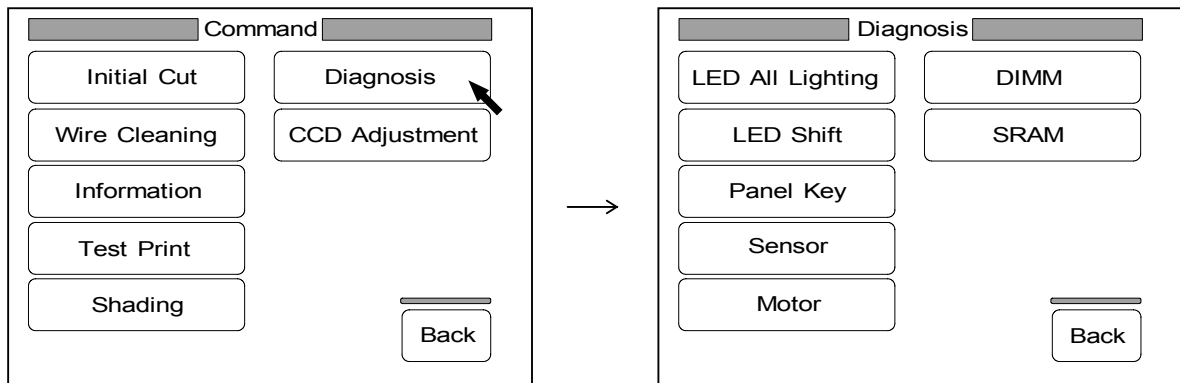 Command
Initial Cut
Wire Cleaning
Information
Test Print
Shading
Diagnosis
CCD Adjustment
Back
Diagnosis
LED All Lighting
LED Shift
Panel Key
Sensor
Motor
DIMM
SRAM
Back